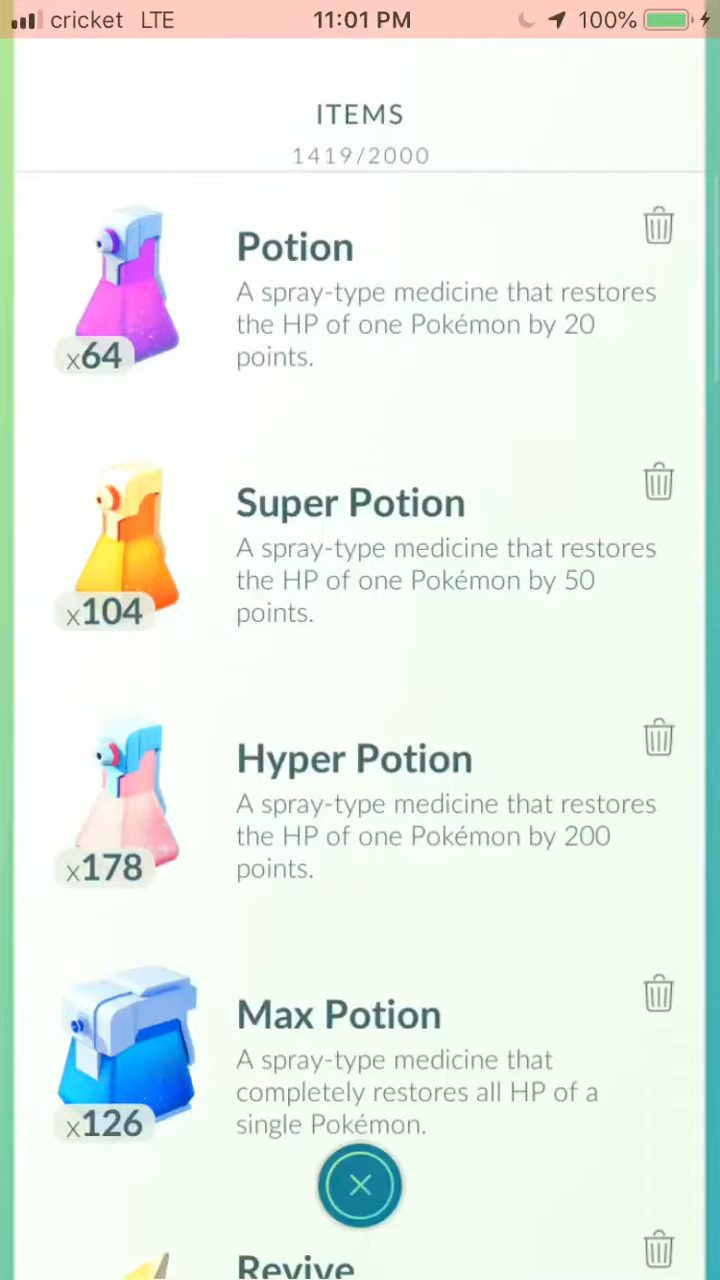 cricket LTE 11:01 PM 100%
ITEMS
1419/2000
Potion
A spray-type medicine that restores
the HP of one Pokémon by 20
points.
x64
Super Potion
A spray-type medicine that restores
the HP of one Pokémon by 50
points.
x104
Hyper Potion
A spray-type medicine that restores
the HP of one Pokémon by 200
points.
x178
Max Potion
A spray-type medicine that
completely restores all HP of a
single Pokémon.
x126
Revive